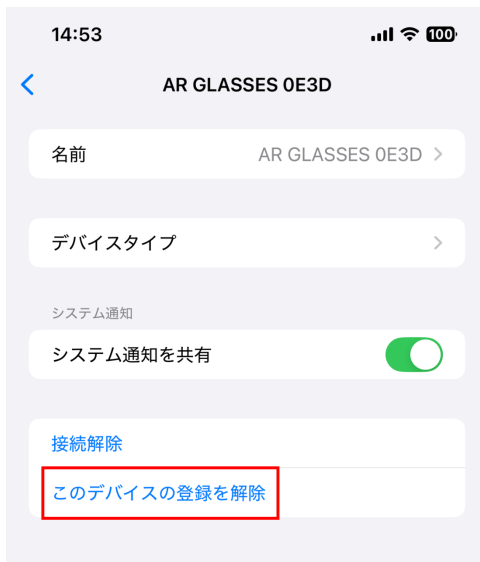 14:53 100
AR GLASSES 0E3D
名前 AR GLASSES 0E3D
デバイスタイプ
システム通知
システム通知を共有
接続解除
このデバイスの登録を解除